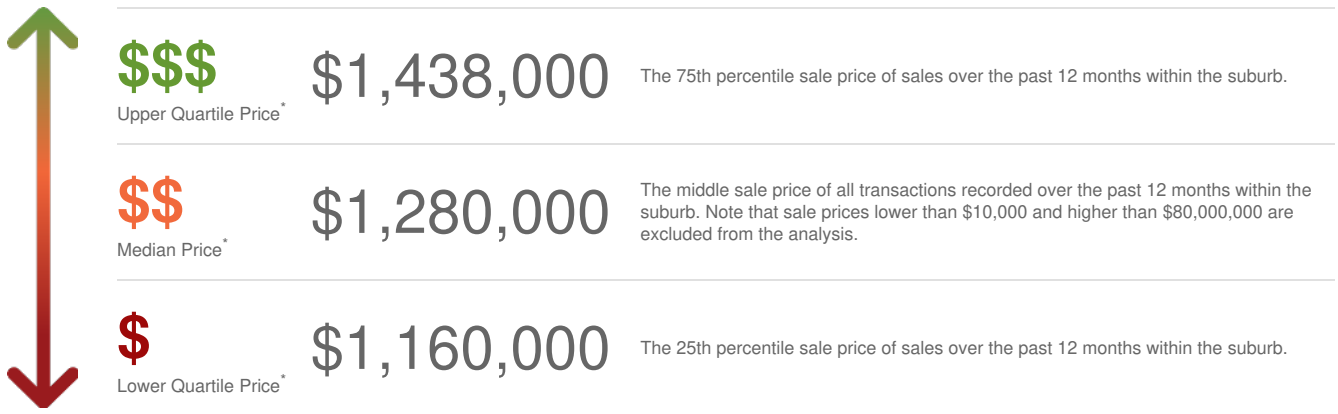 $$$
Upper Quartile Price*
$1,438,000
The 75th percentile sale price of sales over the past 12 months within the suburb.
$$
Median Price*
$1,280,000
The middle sale price of all transactions recorded over the past 12 months within the
suburb. Note that sale prices lower than $10,000 and higher than $80,000,000 are
excluded from the analysis.
$
Lower Quartile Price*
$1,160,000
The 25th percentile sale price of sales over the past 12 months within the suburb.